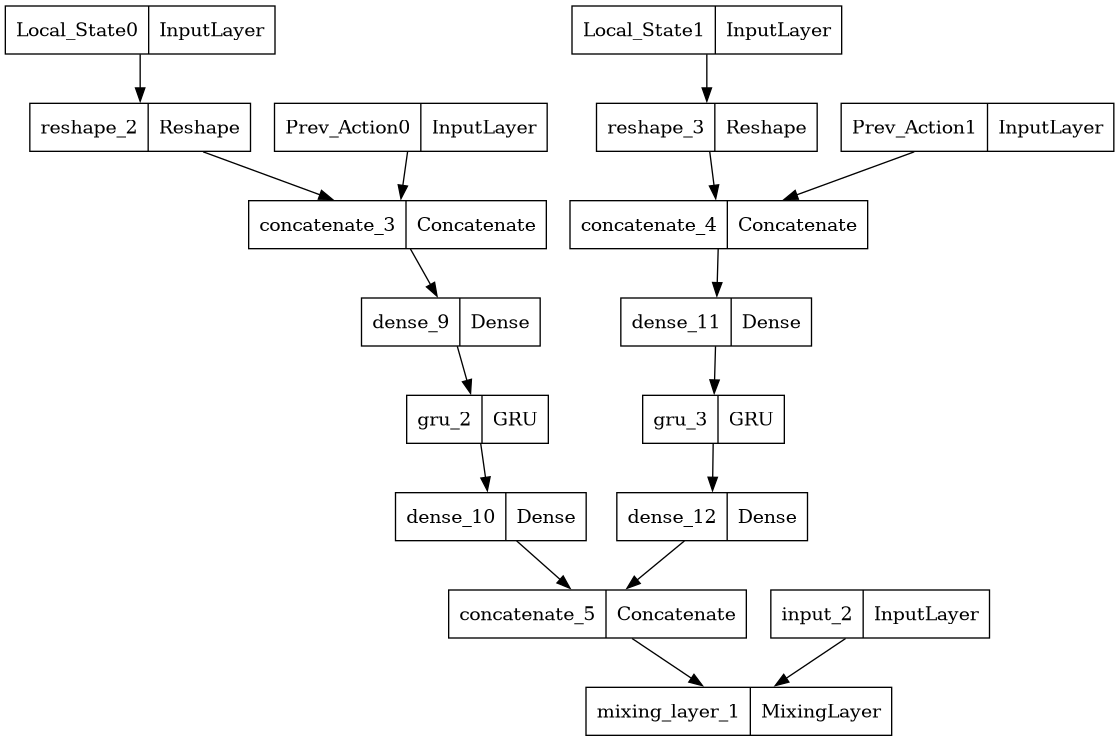 Local_State0 InputLayer Local_State1 InputLayer
reshape_2 Reshape Prev_Action0 InputLayer reshape_3 Reshape Prev_Action1 InputLayer
concatenate_3 Concatenate concatenate_4 Concatenate
dense_9 Dense dense_11 Dense
gru_2 GRU gru_3 GRU
dense_10 Dense dense_12 Dense
concatenate_5 Concatenate input_2 InputLayer
mixing_layer_1 MixingLayer